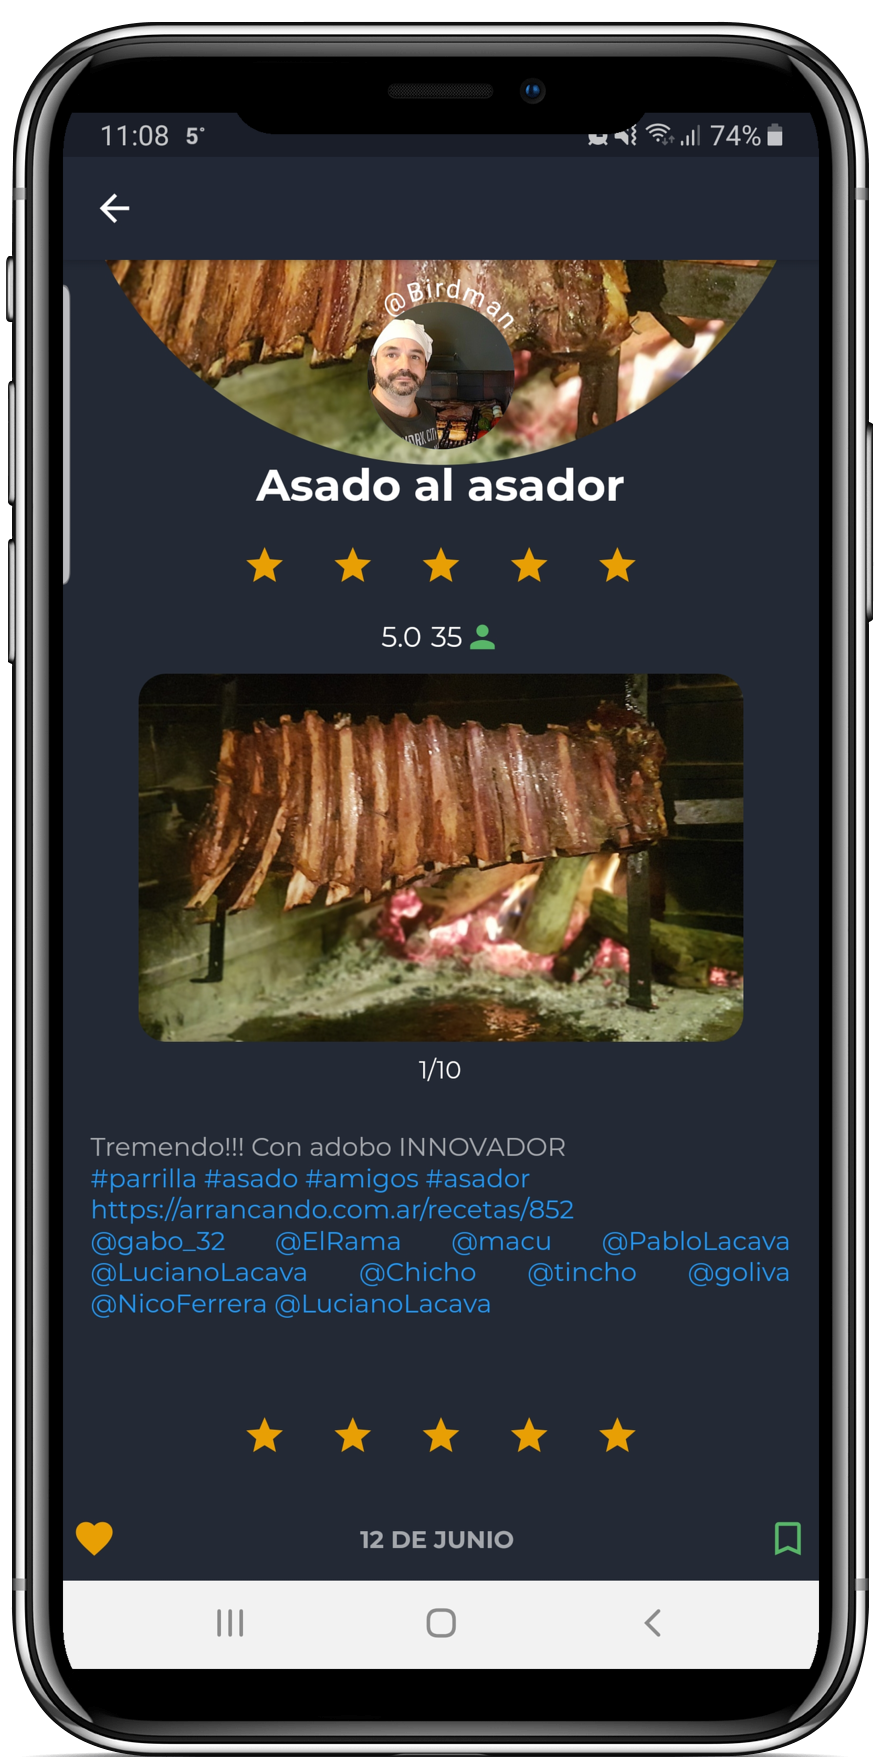 11:08 5°
74%
@Birdman
Asado al asador
5.0 35
1/10
Tremendo!!! Con adobo INNOVADOR
#parrilla #asado #amigos #asador
https://arrancando.com.ar/recetas/852
@gabo_32 @ElRama @macu @PabloLacava
@LucianoLacava @Chicho @tincho @goliva
@NicoFerrera @LucianoLacava
12 DE JUNIO